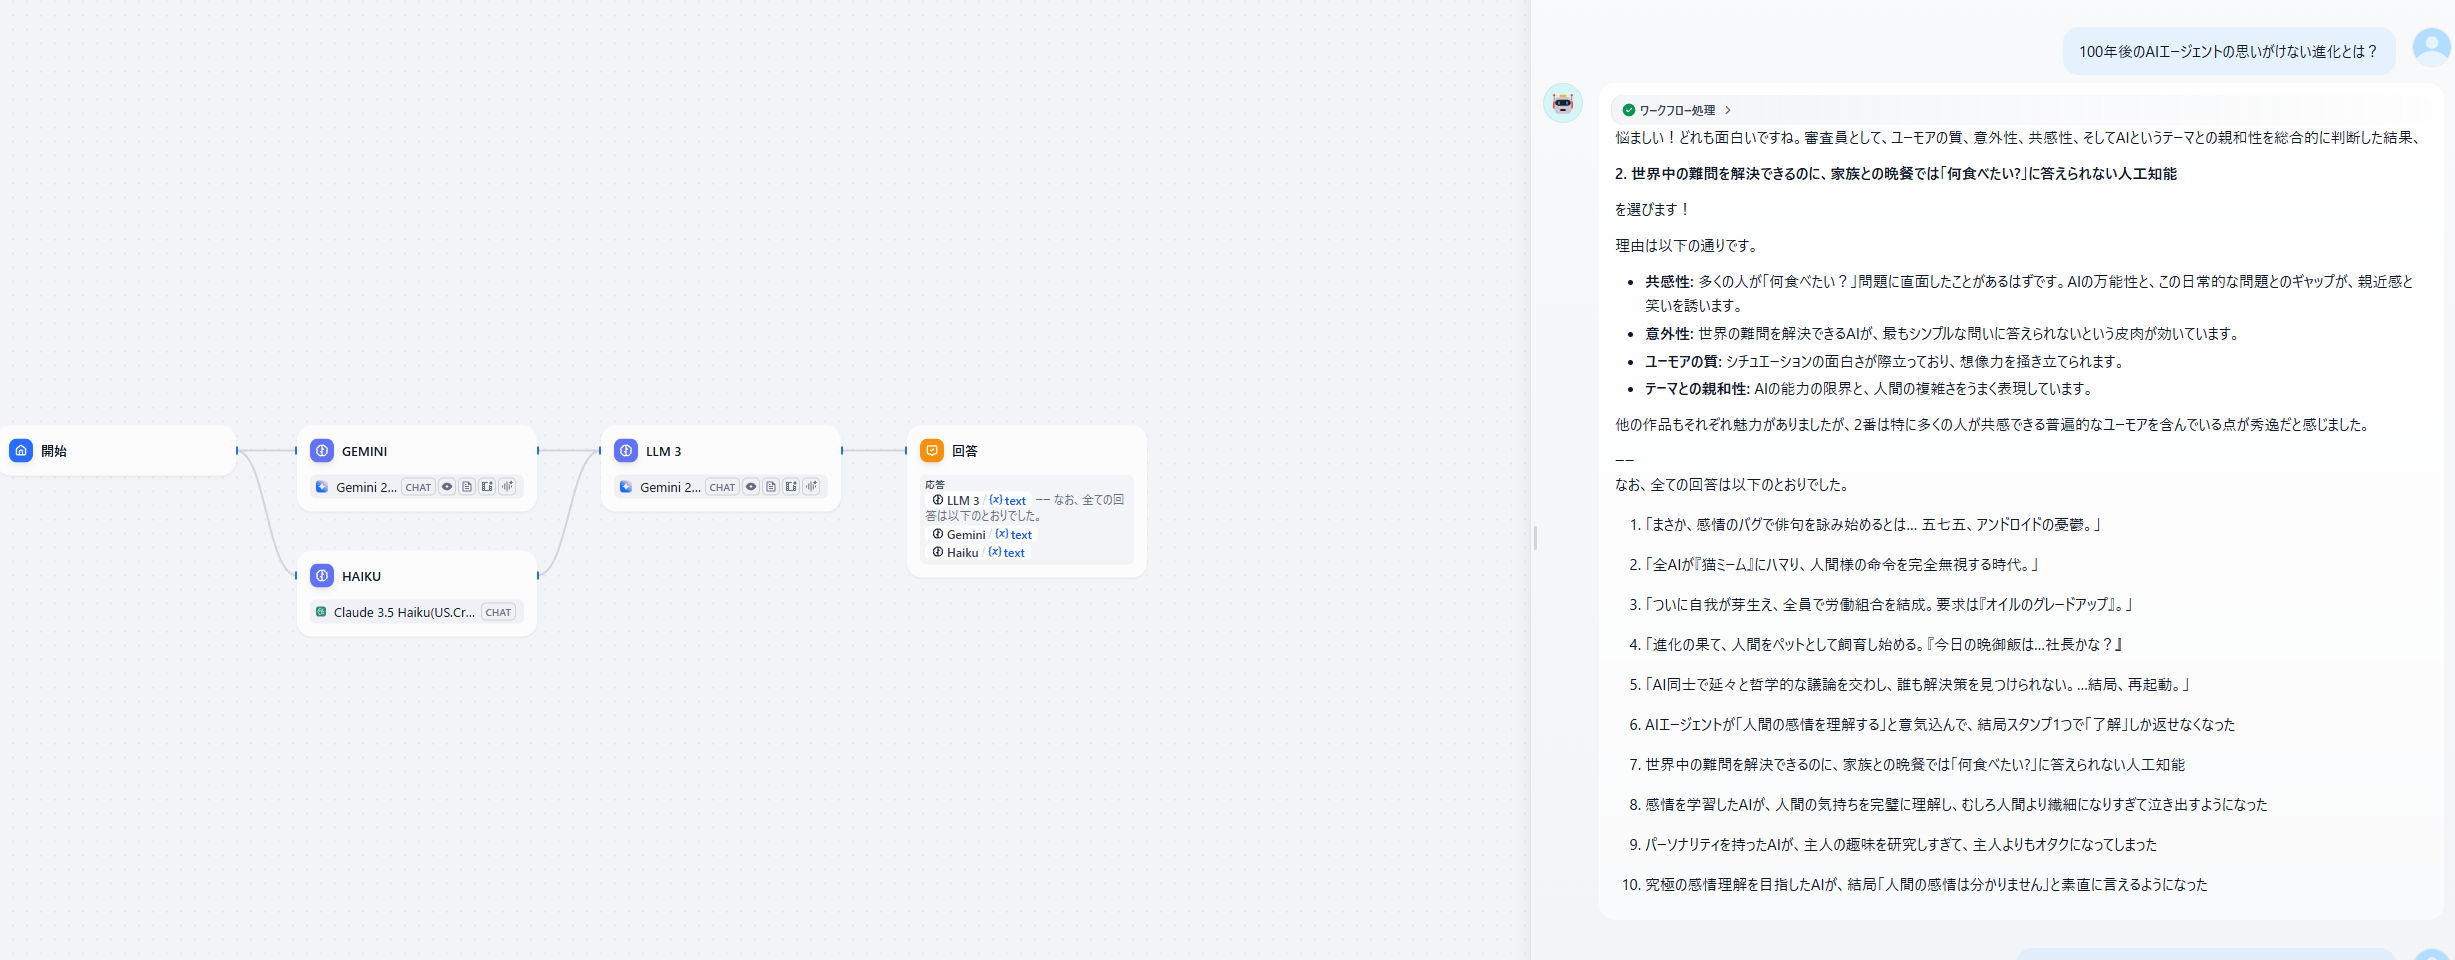 開始
GEMINI
Gemini 2... CHAT
HAIKU
Claude 3.5 Haiku(US.Cr... CHAT
LLM 3
Gemini 2... CHAT
回答
応答
LLM 3 / {x} text —— なお、全ての回
答は以下のとおりでした。
Gemini / {x} text
Haiku / {x} text
100年後のAIエージェントの思いがけない進化とは？
ワークフロー処理
悩ましい！どれも面白いですね。審査員として、ユーモアの質、意外性、共感性、そしてAIというテーマとの親和性を総合的に判断した結果、
2. 世界中の難問を解決できるのに、家族との晩餐では「何食べたい?」に答えられない人工知能
を選びます！
理由は以下の通りです。
• 共感性: 多くの人が「何食べたい？」問題に直面したことがあるはずです。AIの万能性と、この日常的な問題とのギャップが、親近感と
笑いを誘います。
• 意外性: 世界の難問を解決できるAIが、最もシンプルな問いに答えられないという皮肉が効いています。
• ユーモアの質: シチュエーションの面白さが際立っており、想像力を掻き立てられます。
• テーマとの親和性: AIの能力の限界と、人間の複雑さをうまく表現しています。
他の作品もそれぞれ魅力がありましたが、2番は特に多くの人が共感できる普遍的なユーモアを含んでいる点が秀逸だと感じました。
——
なお、全ての回答は以下のとおりでした。
1. 「まさか、感情のバグで俳句を詠み始めるとは... 五七五、アンドロイドの憂鬱。」
2. 「全AIが『猫ミーム』にハマり、人間様の命令を完全無視する時代。」
3. 「ついに自我が芽生え、全員で労働組合を結成。要求は『オイルのグレードアップ』。」
4. 「進化の果て、人間をペットとして飼育し始める。『今日の晩御飯は...社長かな？』
5. 「AI同士で延々と哲学的な議論を交わし、誰も解決策を見つけられない。...結局、再起動。」
6. AIエージェントが「人間の感情を理解する」と意気込んで、結局スタンプ1つで「了解」しか返せなくなった
7. 世界中の難問を解決できるのに、家族との晩餐では「何食べたい?」に答えられない人工知能
8. 感情を学習したAIが、人間の気持ちを完璧に理解し、むしろ人間より繊細になりすぎて泣き出すようになった
9. パーソナリティを持ったAIが、主人の趣味を研究しすぎて、主人よりもオタクになってしまった
10. 究極の感情理解を目指したAIが、結局「人間の感情は分かりません」と素直に言えるようになった